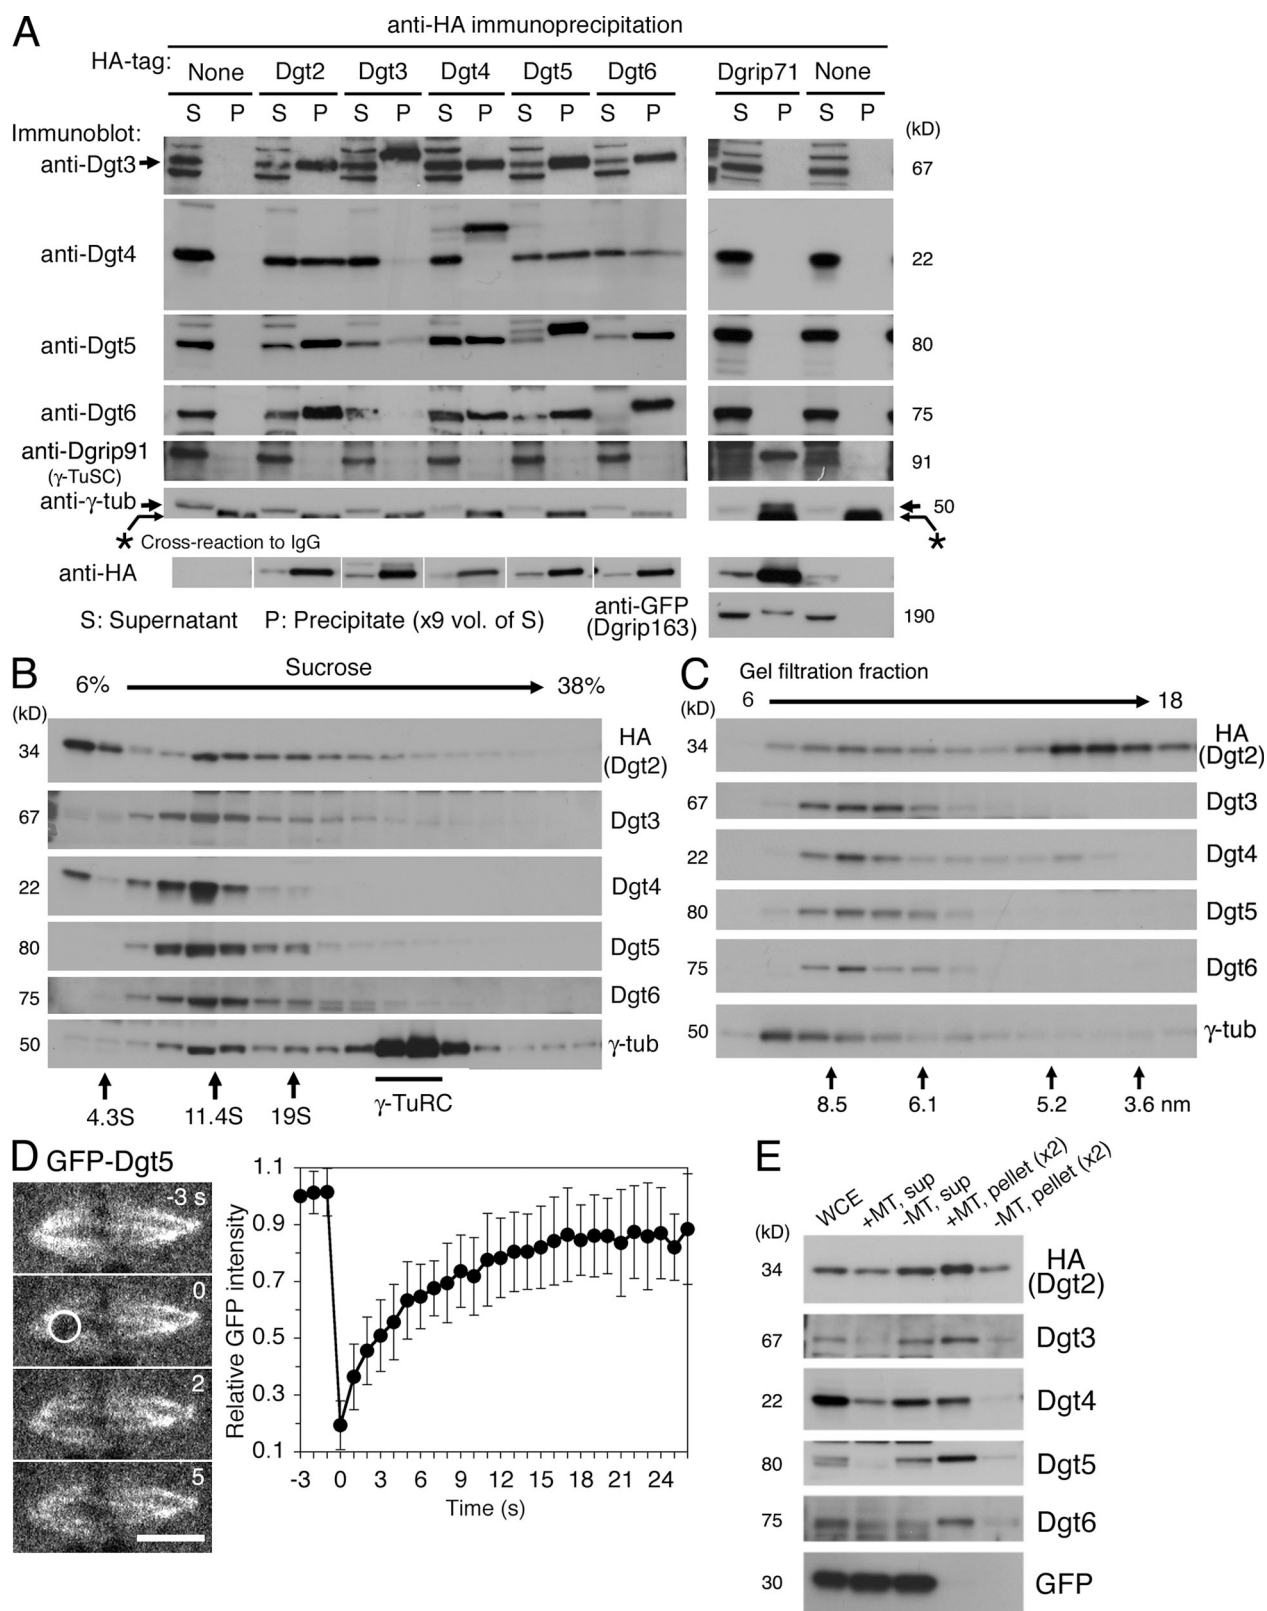 A
anti-HA immunoprecipitation
HA-tag: None Dgt2 Dgt3 Dgt4 Dgt5 Dgt6 Dgrip71 None
S P S P S P S P S P S P S P S P
Immunoblot: (kD)
anti-Dgt3 67
anti-Dgt4 22
anti-Dgt5 80
anti-Dgt6 75
anti-Dgrip91 91
(γ-TuSC)
anti-γ-tub 50
* Cross-reaction to IgG *
anti-HA
S: Supernatant P: Precipitate (x9 vol. of S) anti-GFP
(Dgrip163) 190
B
Sucrose
6% 38%
(kD)
34 HA
(Dgt2)
67 Dgt3
22 Dgt4
80 Dgt5
75 Dgt6
50 γ-tub
4.3S 11.4S 19S γ-TuRC
C
Gel filtration fraction
6 18
(kD)
34 HA
(Dgt2)
67 Dgt3
22 Dgt4
80 Dgt5
75 Dgt6
50 γ-tub
8.5 6.1 5.2 3.6 nm
D GFP-Dgt5
-3 s
0
2
5
Relative GFP intensity
1.1
0.9
0.7
0.5
0.3
0.1
-3 0 3 6 9 12 15 18 21 24
Time (s)
E
WCE +MT, sup -MT, sup +MT, pellet (x2) -MT, pellet (x2)
(kD)
34 HA
(Dgt2)
67 Dgt3
22 Dgt4
80 Dgt5
75 Dgt6
30 GFP